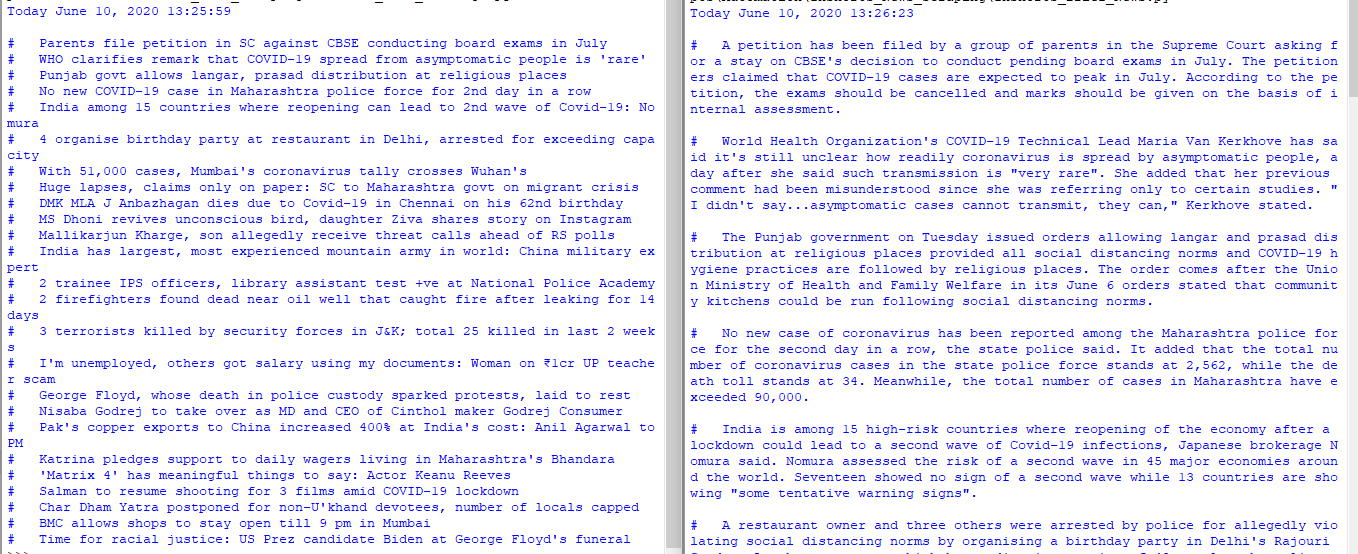 Today June 10, 2020 13:25:59
#   Parents file petition in SC against CBSE conducting board exams in July
#   WHO clarifies remark that COVID-19 spread from asymptomatic people is 'rare'
#   Punjab govt allows langar, prasad distribution at religious places
#   No new COVID-19 case in Maharashtra police force for 2nd day in a row
#   India among 15 countries where reopening can lead to 2nd wave of Covid-19: No
mura
#   4 organise birthday party at restaurant in Delhi, arrested for exceeding capa
city
#   With 51,000 cases, Mumbai's coronavirus tally crosses Wuhan's
#   Huge lapses, claims only on paper: SC to Maharashtra govt on migrant crisis
#   DMK MLA J Anbazhagan dies due to Covid-19 in Chennai on his 62nd birthday
#   MS Dhoni revives unconscious bird, daughter Ziva shares story on Instagram
#   Mallikarjun Kharge, son allegedly receive threat calls ahead of RS polls
#   India has largest, most experienced mountain army in world: China military ex
pert
#   2 trainee IPS officers, library assistant test +ve at National Police Academy
#   2 firefighters found dead near oil well that caught fire after leaking for 14
days
#   3 terrorists killed by security forces in J&K; total 25 killed in last 2 week
s
#   I'm unemployed, others got salary using my documents: Woman on ₹1cr UP teache
r scam
#   George Floyd, whose death in police custody sparked protests, laid to rest
#   Nisaba Godrej to take over as MD and CEO of Cinthol maker Godrej Consumer
#   Pak's copper exports to China increased 400% at India's cost: Anil Agarwal to
PM
#   Katrina pledges support to daily wagers living in Maharashtra's Bhandara
#   'Matrix 4' has meaningful things to say: Actor Keanu Reeves
#   Salman to resume shooting for 3 films amid COVID-19 lockdown
#   Char Dham Yatra postponed for non-U'khand devotees, number of locals capped
#   BMC allows shops to stay open till 9 pm in Mumbai
#   Time for racial justice: US Prez candidate Biden at George Floyd's funeral
Today June 10, 2020 13:26:23
#   A petition has been filed by a group of parents in the Supreme Court asking f
or a stay on CBSE's decision to conduct pending board exams in July. The petition
ers claimed that COVID-19 cases are expected to peak in July. According to the pe
tition, the exams should be cancelled and marks should be given on the basis of i
nternal assessment.
#   World Health Organization's COVID-19 Technical Lead Maria Van Kerkhove has sa
id it's still unclear how readily coronavirus is spread by asymptomatic people, a
day after she said such transmission is "very rare". She added that her previous
comment had been misunderstood since she was referring only to certain studies. "
I didn't say...asymptomatic cases cannot transmit, they can," Kerkhove stated.
#   The Punjab government on Tuesday issued orders allowing langar and prasad dis
tribution at religious places provided all social distancing norms and COVID-19 h
ygiene practices are followed by religious places. The order comes after the Unio
n Ministry of Health and Family Welfare in its June 6 orders stated that communit
y kitchens could be run following social distancing norms.
#   No new case of coronavirus has been reported among the Maharashtra police for
ce for the second day in a row, the state police said. It added that the total nu
mber of coronavirus cases in the state police force stands at 2,562, while the de
ath toll stands at 34. Meanwhile, the total number of cases in Maharashtra have e
xceeded 90,000.
#   India is among 15 high-risk countries where reopening of the economy after a
lockdown could lead to a second wave of Covid-19 infections, Japanese brokerage N
omura said. Nomura assessed the risk of a second wave in 45 major economies aroun
d the world. Seventeen showed no sign of a second wave while 13 countries are sho
wing "some tentative warning signs".
#   A restaurant owner and three others were arrested by police for allegedly vio
lating social distancing norms by organising a birthday party in Delhi's Rajouri